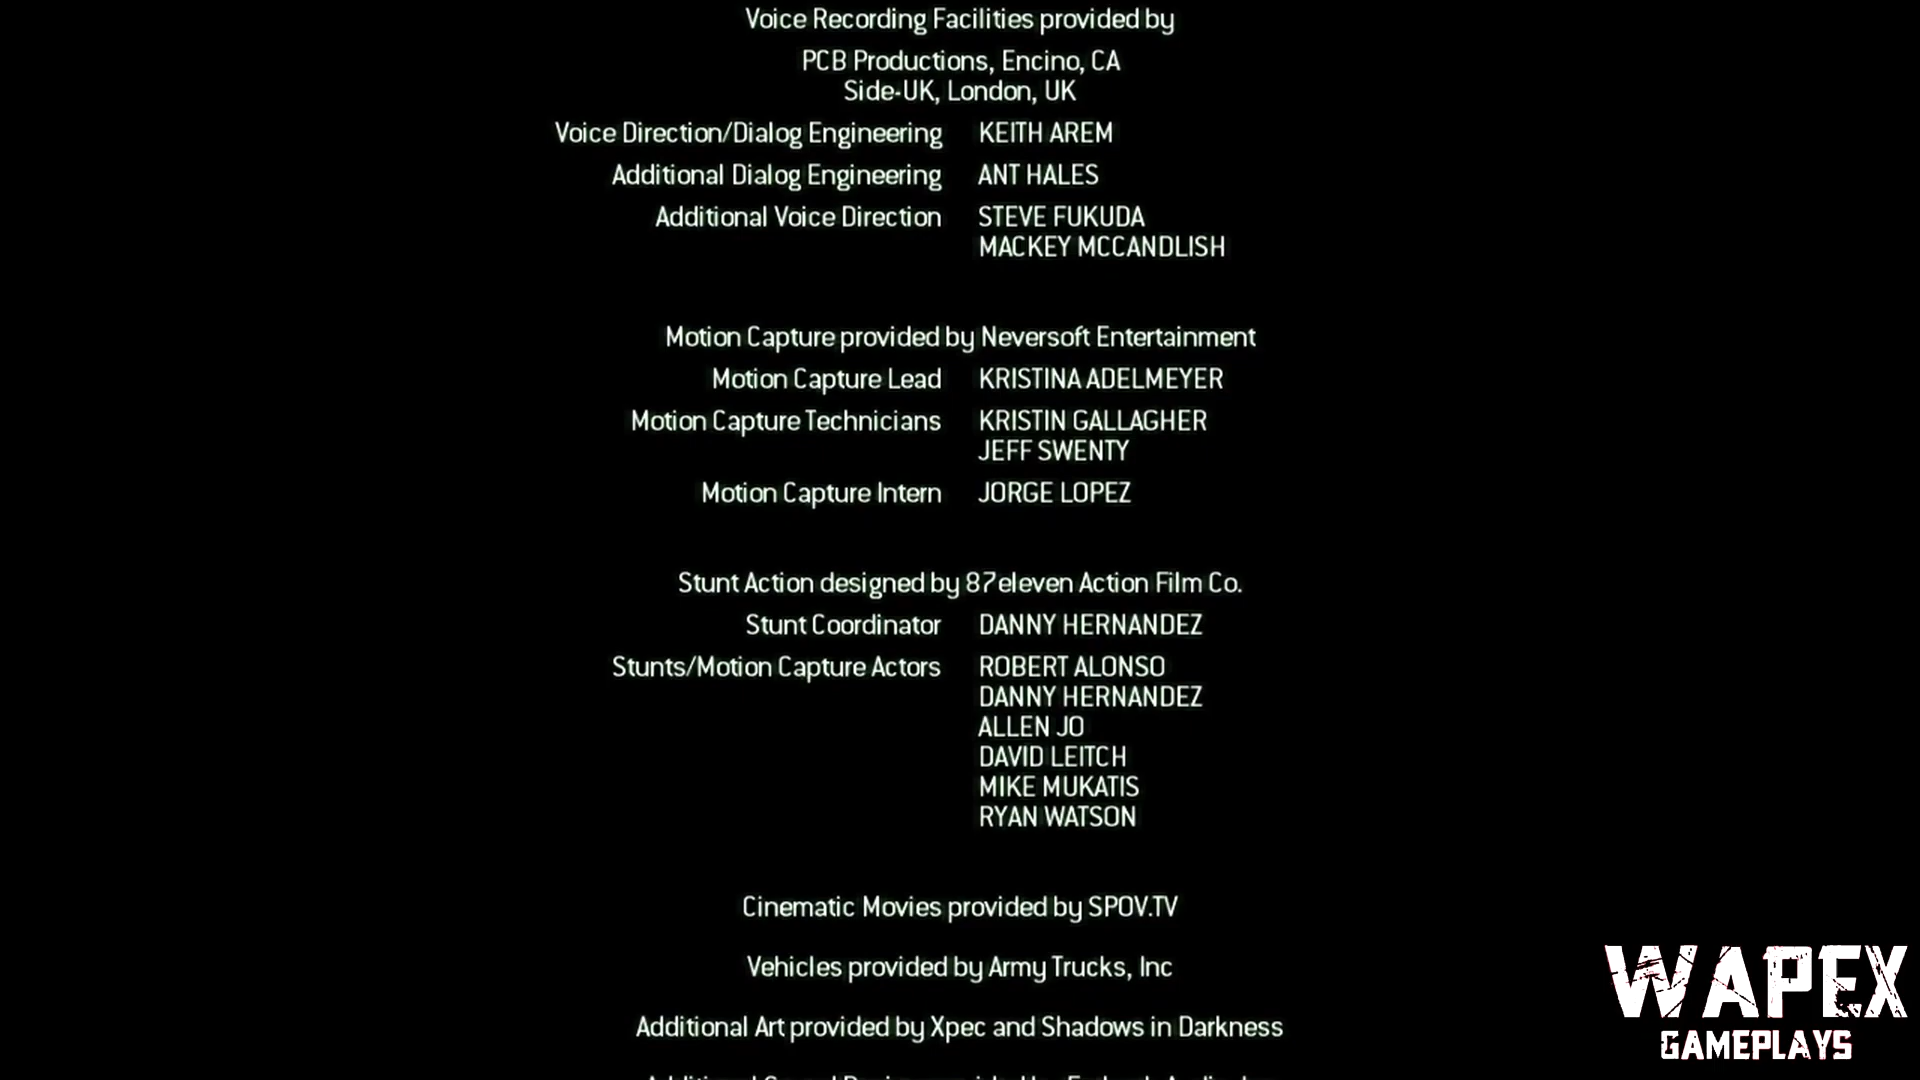 Voice Recording Facilities provided by
PCB Productions, Encino, CA
Side-UK, London, UK
Voice Direction/Dialog Engineering KEITH AREM
Additional Dialog Engineering ANT HALES
Additional Voice Direction STEVE FUKUDA
MACKEY MCCANDLISH
Motion Capture provided by Neversoft Entertainment
Motion Capture Lead KRISTINA ADELMEYER
Motion Capture Technicians KRISTIN GALLAGHER
JEFF SWENTY
Motion Capture Intern JORGE LOPEZ
Stunt Action designed by 87eleven Action Film Co.
Stunt Coordinator DANNY HERNANDEZ
Stunts/Motion Capture Actors ROBERT ALONSO
DANNY HERNANDEZ
ALLEN JO
DAVID LEITCH
MIKE MUKATIS
RYAN WATSON
Cinematic Movies provided by SPOV.TV
Vehicles provided by Army Trucks, Inc
Additional Art provided by Xpec and Shadows in Darkness
WAPEX
GAMEPLAYS